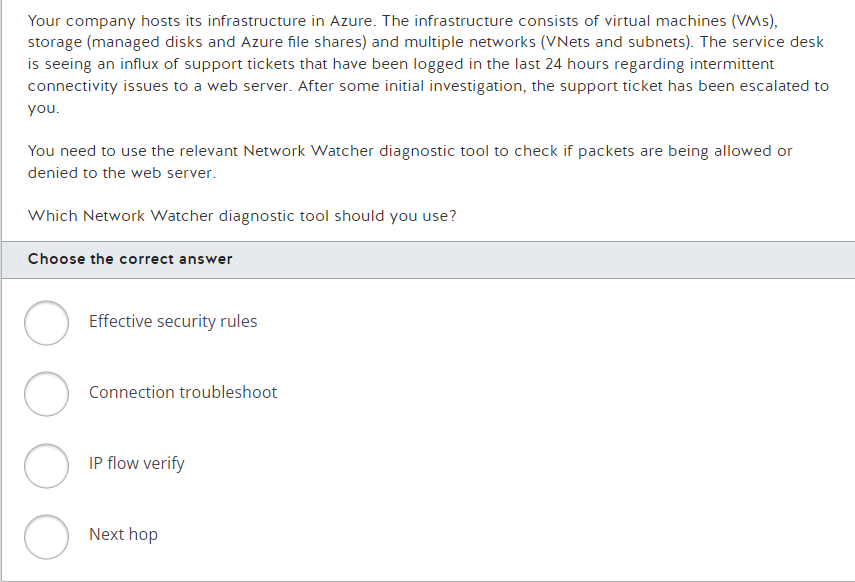 Your company hosts its infrastructure in Azure. The infrastructure consists of virtual machines (VMs),
storage (managed disks and Azure file shares) and multiple networks (VNets and subnets). The service desk
is seeing an influx of support tickets that have been logged in the last 24 hours regarding intermittent
connectivity issues to a web server. After some initial investigation, the support ticket has been escalated to
you.
You need to use the relevant Network Watcher diagnostic tool to check if packets are being allowed or
denied to the web server.
Which Network Watcher diagnostic tool should you use?
Choose the correct answer
Effective security rules
Connection troubleshoot
IP flow verify
Next hop